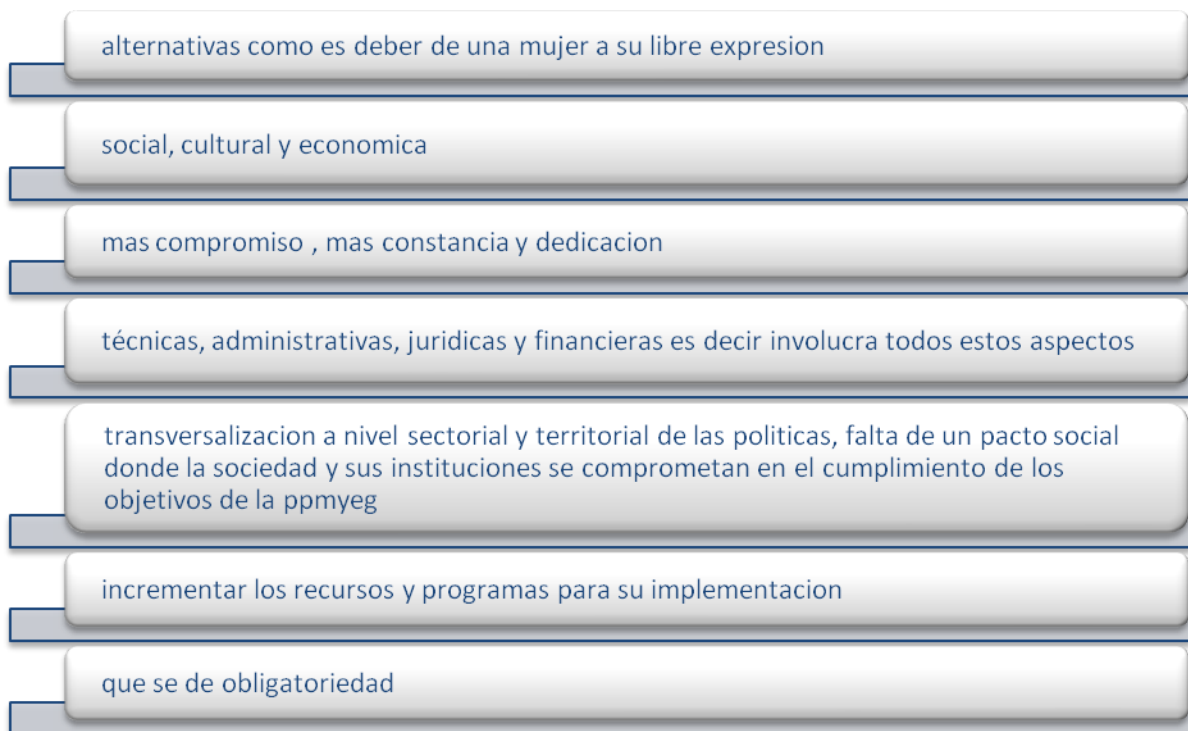 alternativas como es deber de una mujer a su libre expresion
social, cultural y economica
mas compromiso , mas constancia y dedicacion
técnicas, administrativas, juridicas y financieras es decir involucra todos estos aspectos
transversalizacion a nivel sectorial y territorial de las politicas, falta de un pacto social
donde la sociedad y sus instituciones se comprometan en el cumplimiento de los
objetivos de la ppmyeg
incrementar los recursos y programas para su implementacion
que se de obligatoriedad